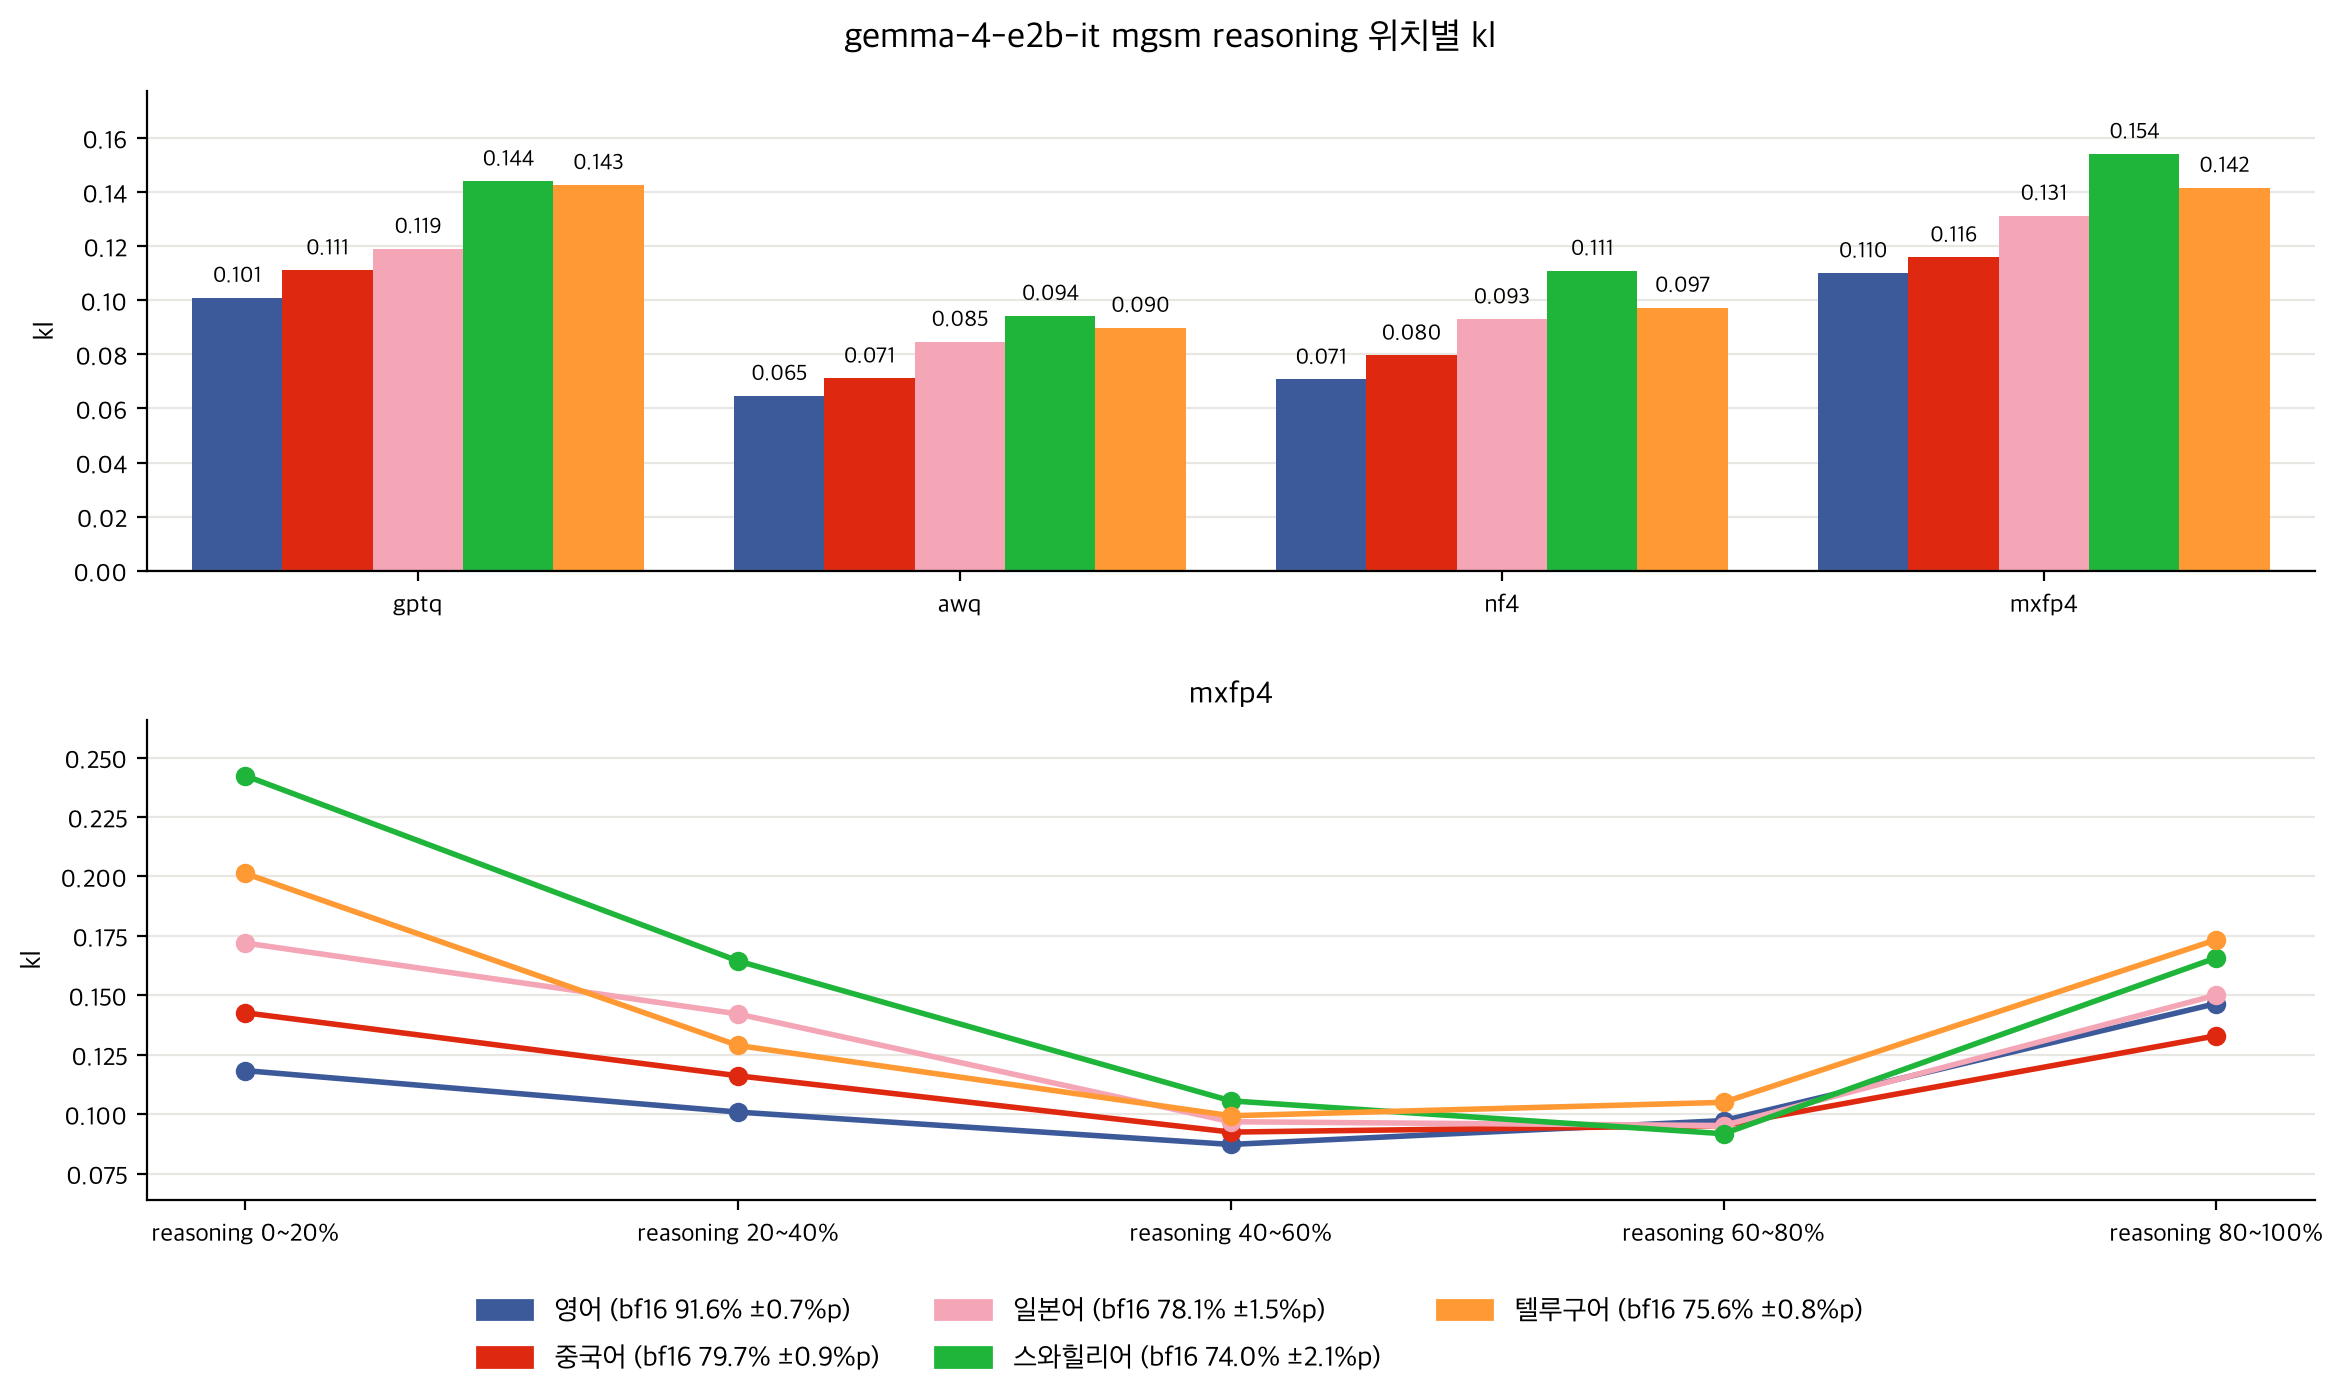 gemma-4-e2b-it mgsm reasoning 위치별 kl
kl
0.16
0.14
0.12
0.10
0.08
0.06
0.04
0.02
0.00
0.101
0.111
0.119
0.144
0.143
0.065
0.071
0.085
0.094
0.090
0.071
0.080
0.093
0.111
0.097
0.110
0.116
0.131
0.154
0.142
gptq
awq
nf4
mxfp4
mxfp4
kl
0.250
0.225
0.200
0.175
0.150
0.125
0.100
0.075
reasoning 0~20%
reasoning 20~40%
reasoning 40~60%
reasoning 60~80%
reasoning 80~100%
영어 (bf16 91.6% ±0.7%p)
중국어 (bf16 79.7% ±0.9%p)
일본어 (bf16 78.1% ±1.5%p)
스와힐리어 (bf16 74.0% ±2.1%p)
텔루구어 (bf16 75.6% ±0.8%p)